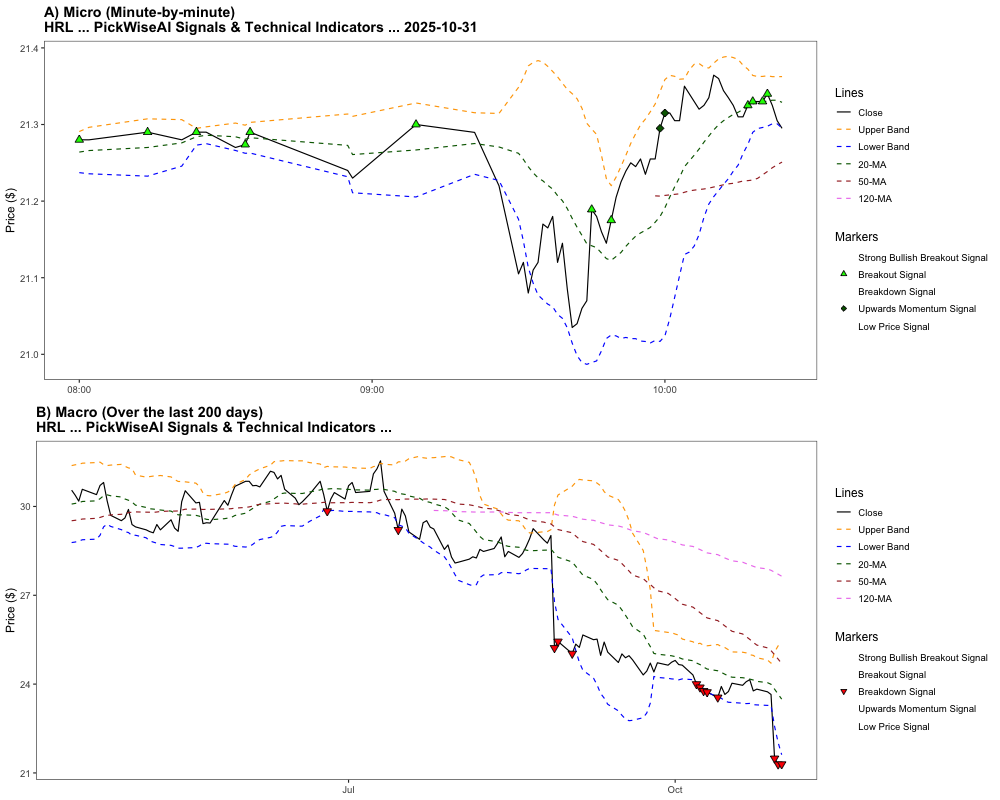 A) Micro (Minute-by-minute)
HRL ... PickWiseAI Signals & Technical Indicators ... 2025-10-31
Price ($)
21.4
21.3
21.2
21.1
21.0
08:00
09:00
10:00
Lines
Close
Upper Band
Lower Band
20-MA
50-MA
120-MA
Markers
Strong Bullish Breakout Signal
Breakout Signal
Breakdown Signal
Upwards Momentum Signal
Low Price Signal
B) Macro (Over the last 200 days)
HRL ... PickWiseAI Signals & Technical Indicators ...
Price ($)
30
27
24
21
Jul
Oct
Lines
Close
Upper Band
Lower Band
20-MA
50-MA
120-MA
Markers
Strong Bullish Breakout Signal
Breakout Signal
Breakdown Signal
Upwards Momentum Signal
Low Price Signal